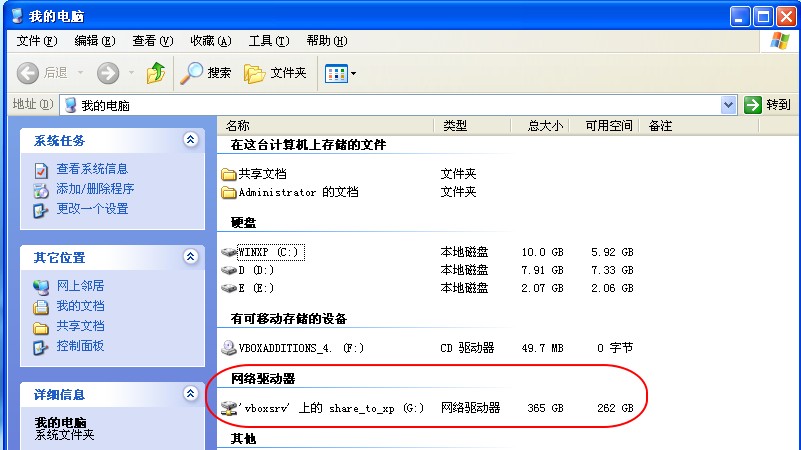 我的电脑
文件(F) 编辑(E) 查看(V) 收藏(A) 工具(T) 帮助(H)
后退 搜索 文件夹
地址(D) 我的电脑 转到
系统任务
查看系统信息
添加/删除程序
更改一个设置
其它位置
网上邻居
我的文档
共享文档
控制面板
详细信息
我的电脑
系统文件夹
名称 类型 总大小 可用空间 备注
在这台计算机上存储的文件
共享文档 文件夹
Administrator 的文档 文件夹
硬盘
WINXP (C:) 本地磁盘 10.0 GB 5.92 GB
D (D:) 本地磁盘 7.91 GB 7.33 GB
E (E:) 本地磁盘 2.07 GB 2.06 GB
有可移动存储的设备
VBOXADDITIONS_4. (F:) CD 驱动器 49.7 MB 0 字节
网络驱动器
'vboxsrv' 上的 share_to_xp (G:) 网络驱动器 365 GB 262 GB
其他